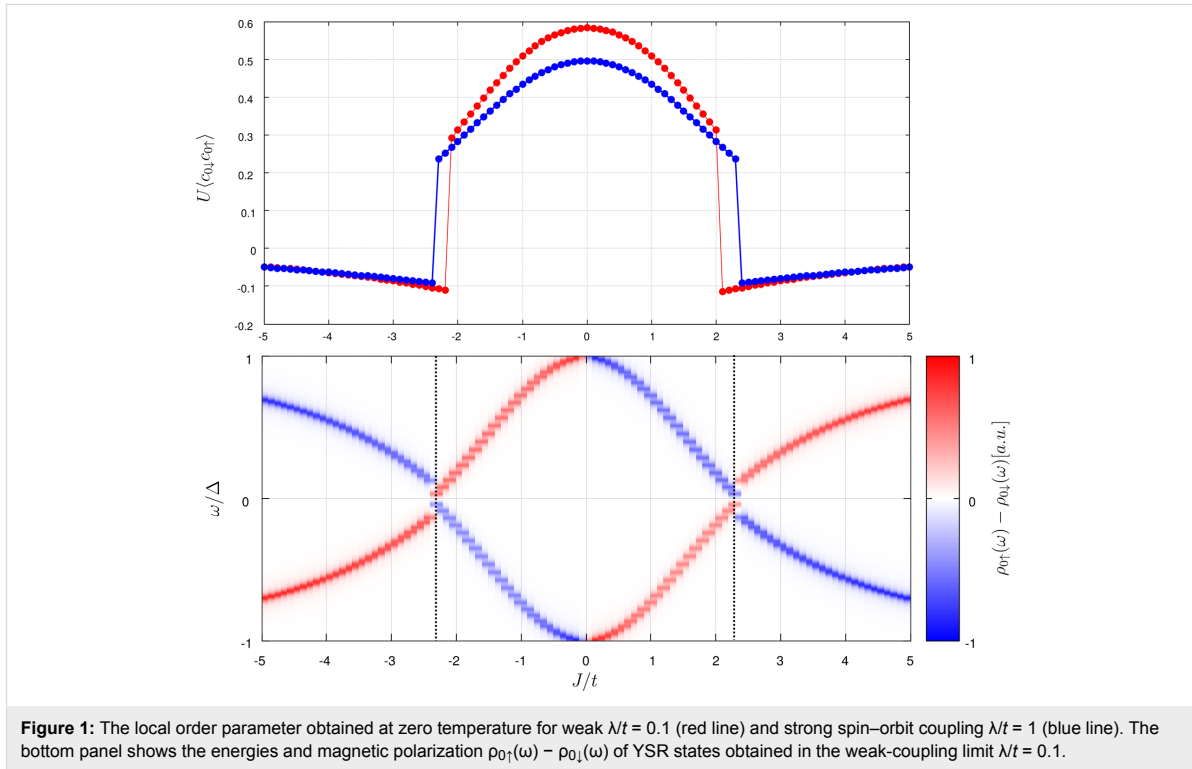 0.6
0.5
0.4
0.3
0.2
0.1
0
-0.1
-0.2
U⟨c₀↓c₀↑⟩
-5 -4 -3 -2 -1 0 1 2 3 4 5
1
0
-1
ω/Δ
-5 -4 -3 -2 -1 0 1 2 3 4 5
J/t
1
0
-1
ρ₀↑(ω) − ρ₀↓(ω)[a.u.]
Figure 1: The local order parameter obtained at zero temperature for weak λ/t = 0.1 (red line) and strong spin–orbit coupling λ/t = 1 (blue line). The
bottom panel shows the energies and magnetic polarization ρ₀↑(ω) − ρ₀↓(ω) of YSR states obtained in the weak-coupling limit λ/t = 0.1.